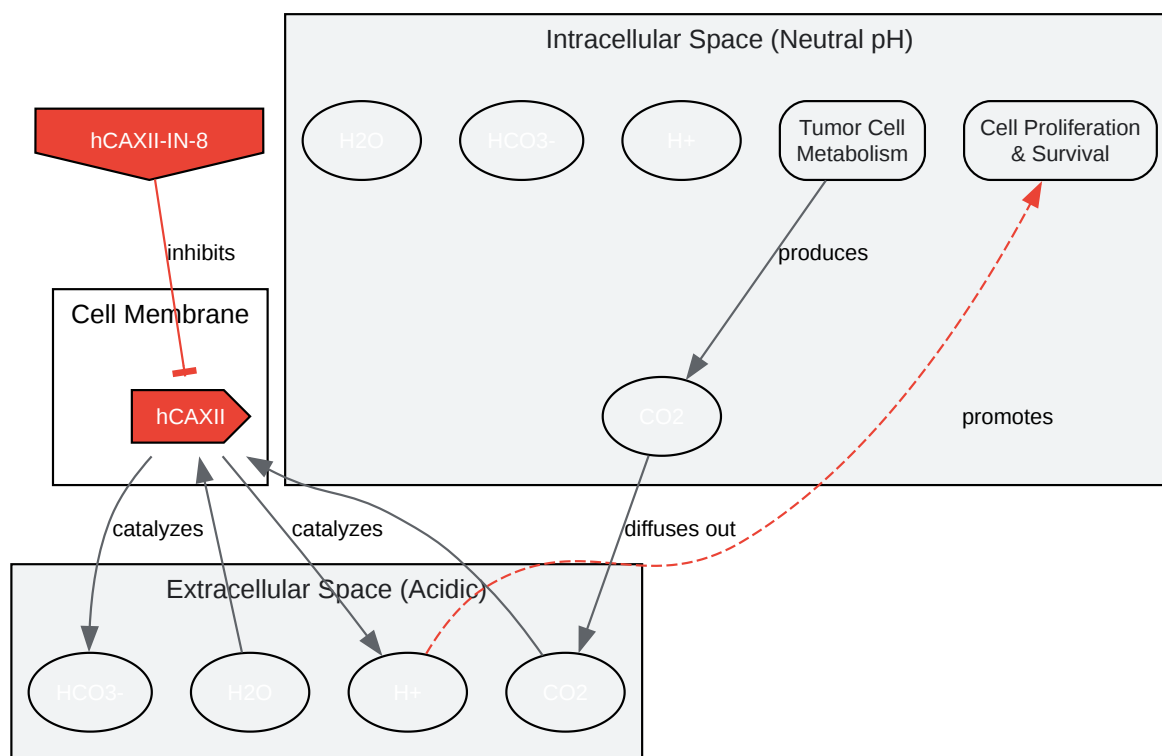 Intracellular Space (Neutral pH)
hCAXII-IN-8
H2O
HCO3-
H+
Tumor Cell
Metabolism
Cell Proliferation
& Survival
inhibits
produces
Cell Membrane
hCAXII
CO2
promotes
catalyzes
catalyzes
diffuses out
Extracellular Space (Acidic)
HCO3-
H2O
H+
CO2